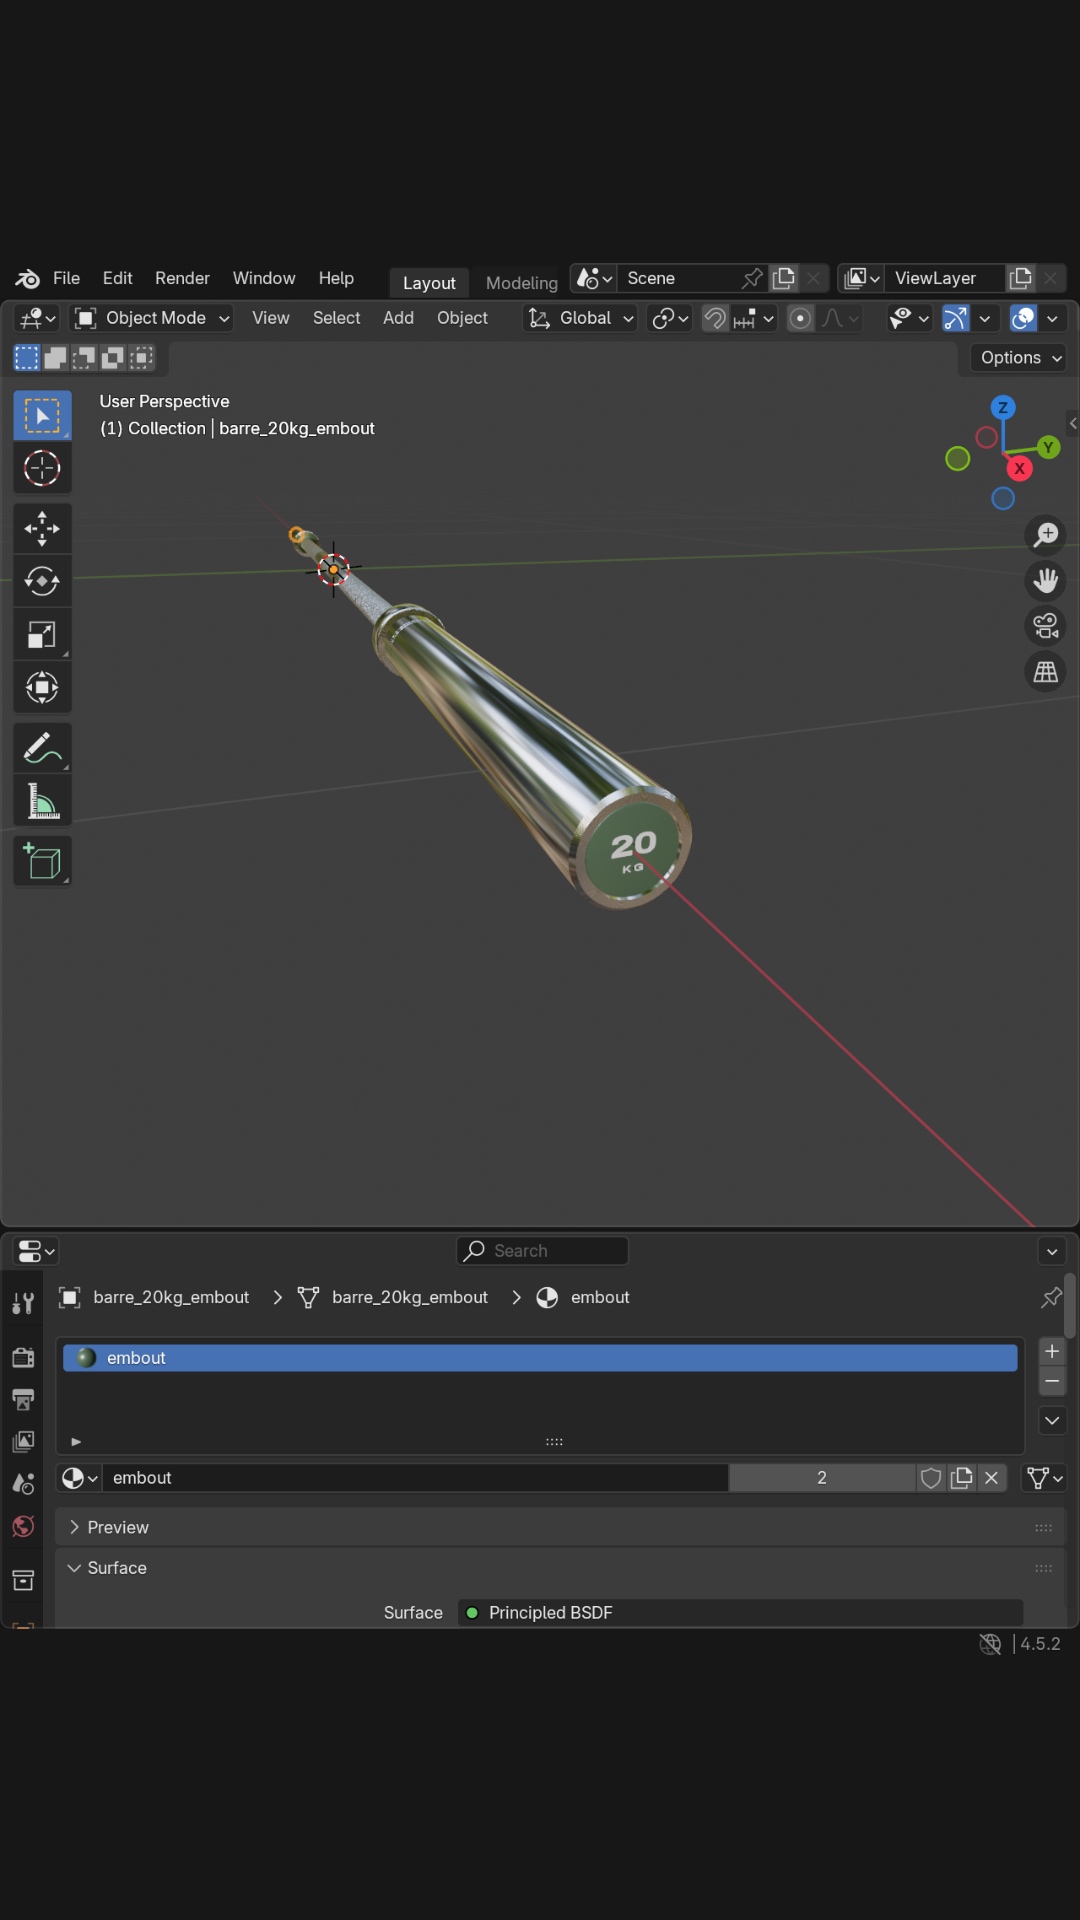 File Edit Render Window Help Layout Modeling Scene ViewLayer
Object Mode View Select Add Object Global
Options
User Perspective
(1) Collection | barre_20kg_embout
Z
Y
X
20
KG
Search
barre_20kg_embout > barre_20kg_embout > embout
embout
embout 2
Preview
Surface
Surface Principled BSDF
4.5.2